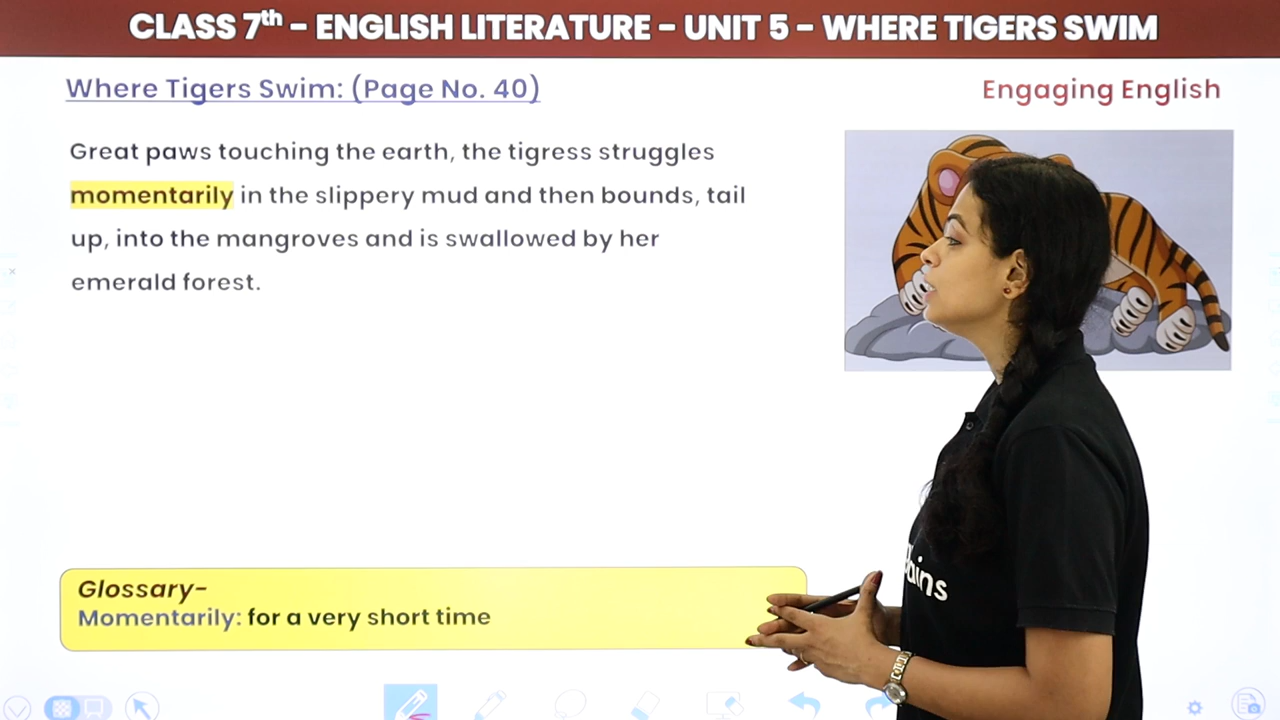 CLASS 7th - ENGLISH LITERATURE - UNIT 5 - WHERE TIGERS SWIM
Where Tigers Swim: (Page No. 40)
Engaging English
Great paws touching the earth, the tigress struggles
momentarily in the slippery mud and then bounds, tail
up, into the mangroves and is swallowed by her
emerald forest.
Glossary-
Momentarily: for a very short time